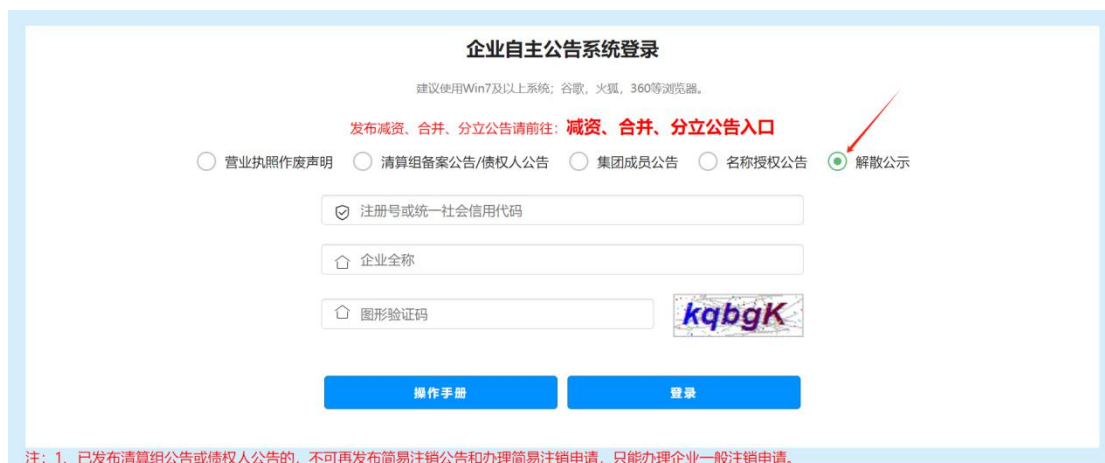 企业自主公告系统登录
建议使用Win7及以上系统；谷歌，火狐，360等浏览器。
发布减资、合并、分立公告请前往：减资、合并、分立公告入口
营业执照作废声明 清算组备案公告/债权人公告 集团成员公告 名称授权公告 解散公示
注册号或统一社会信用代码
企业全称
图形验证码 kqbgK
操作手册 登录
注：1、已发布清算组公告或债权人公告的，不可再发布简易注销公告和办理简易注销申请，只能办理企业一般注销申请。